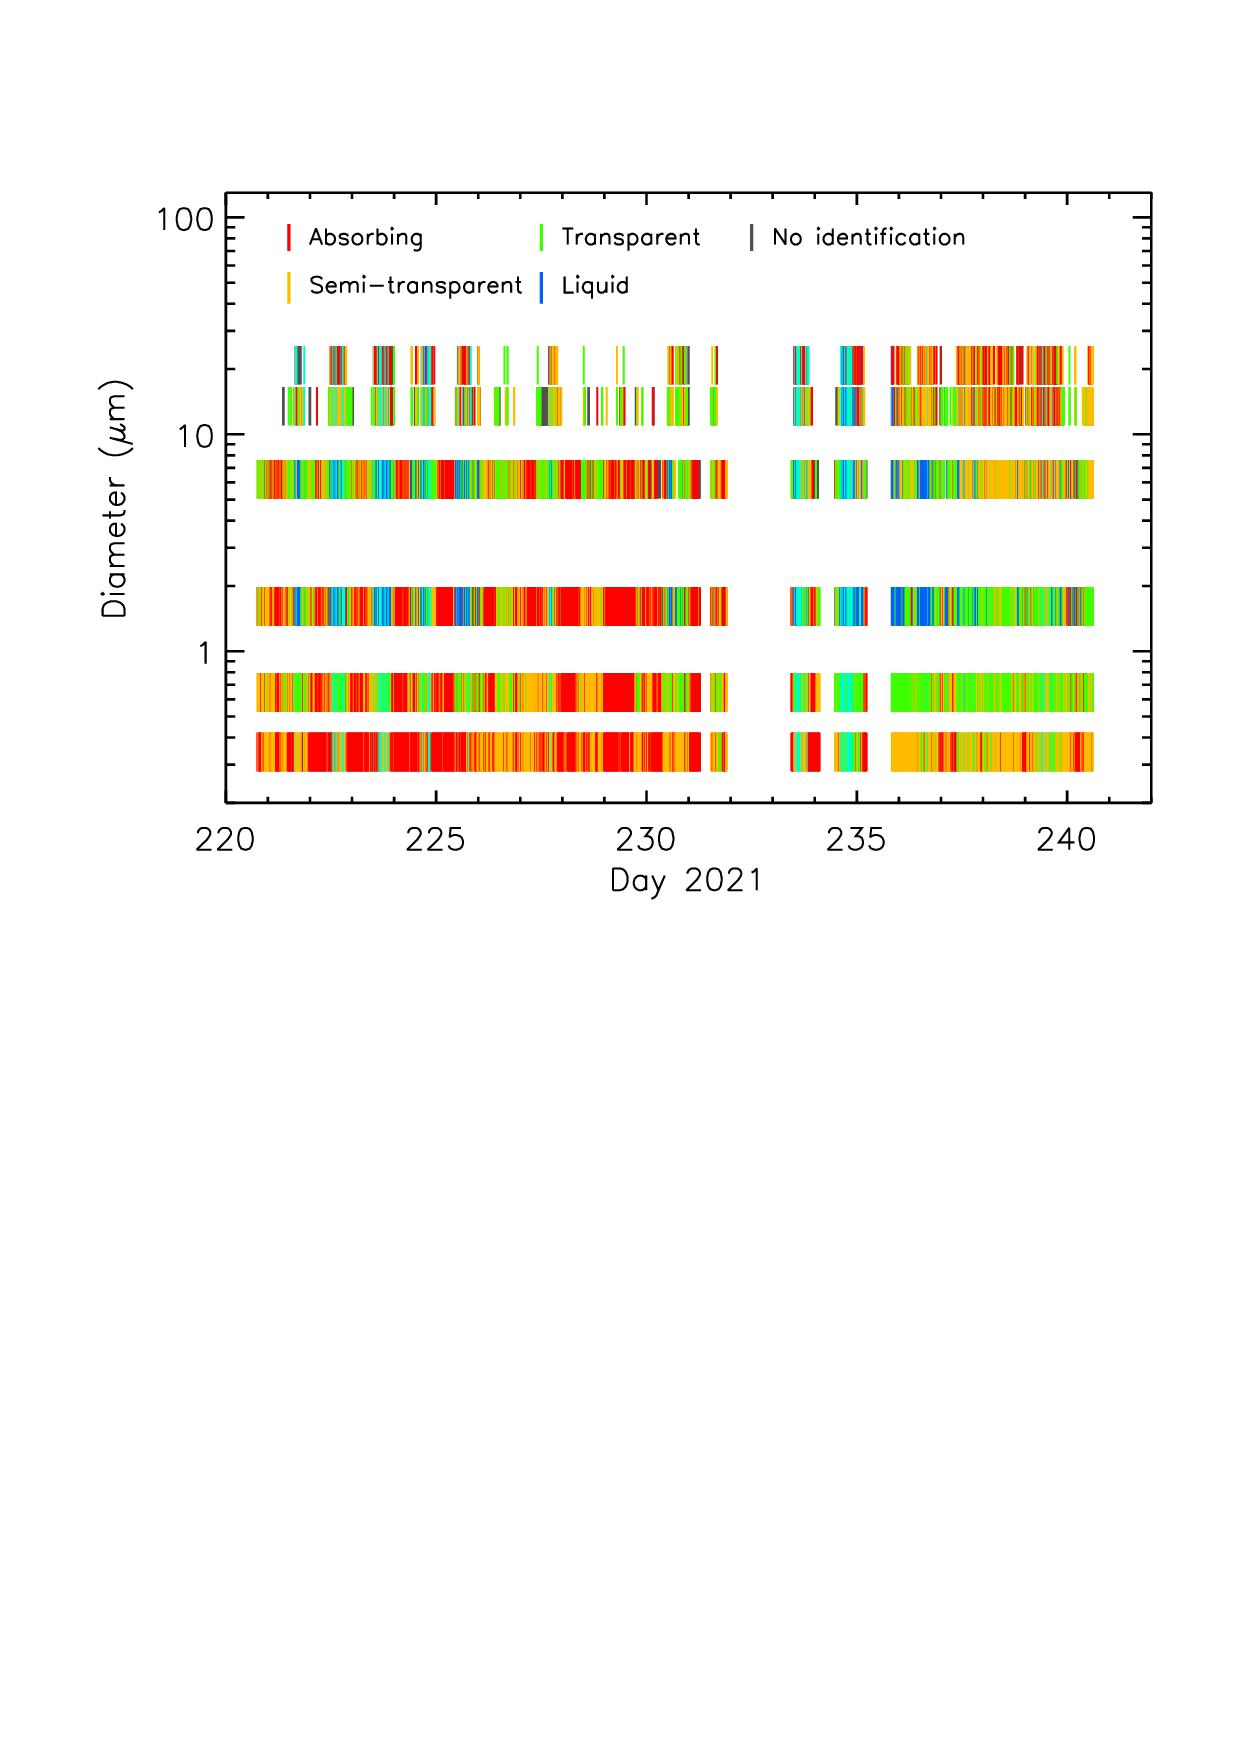 100
Absorbing Transparent No identification
Semi-transparent Liquid
10
Diameter (μm)
1
220 225 230 235 240
Day 2021